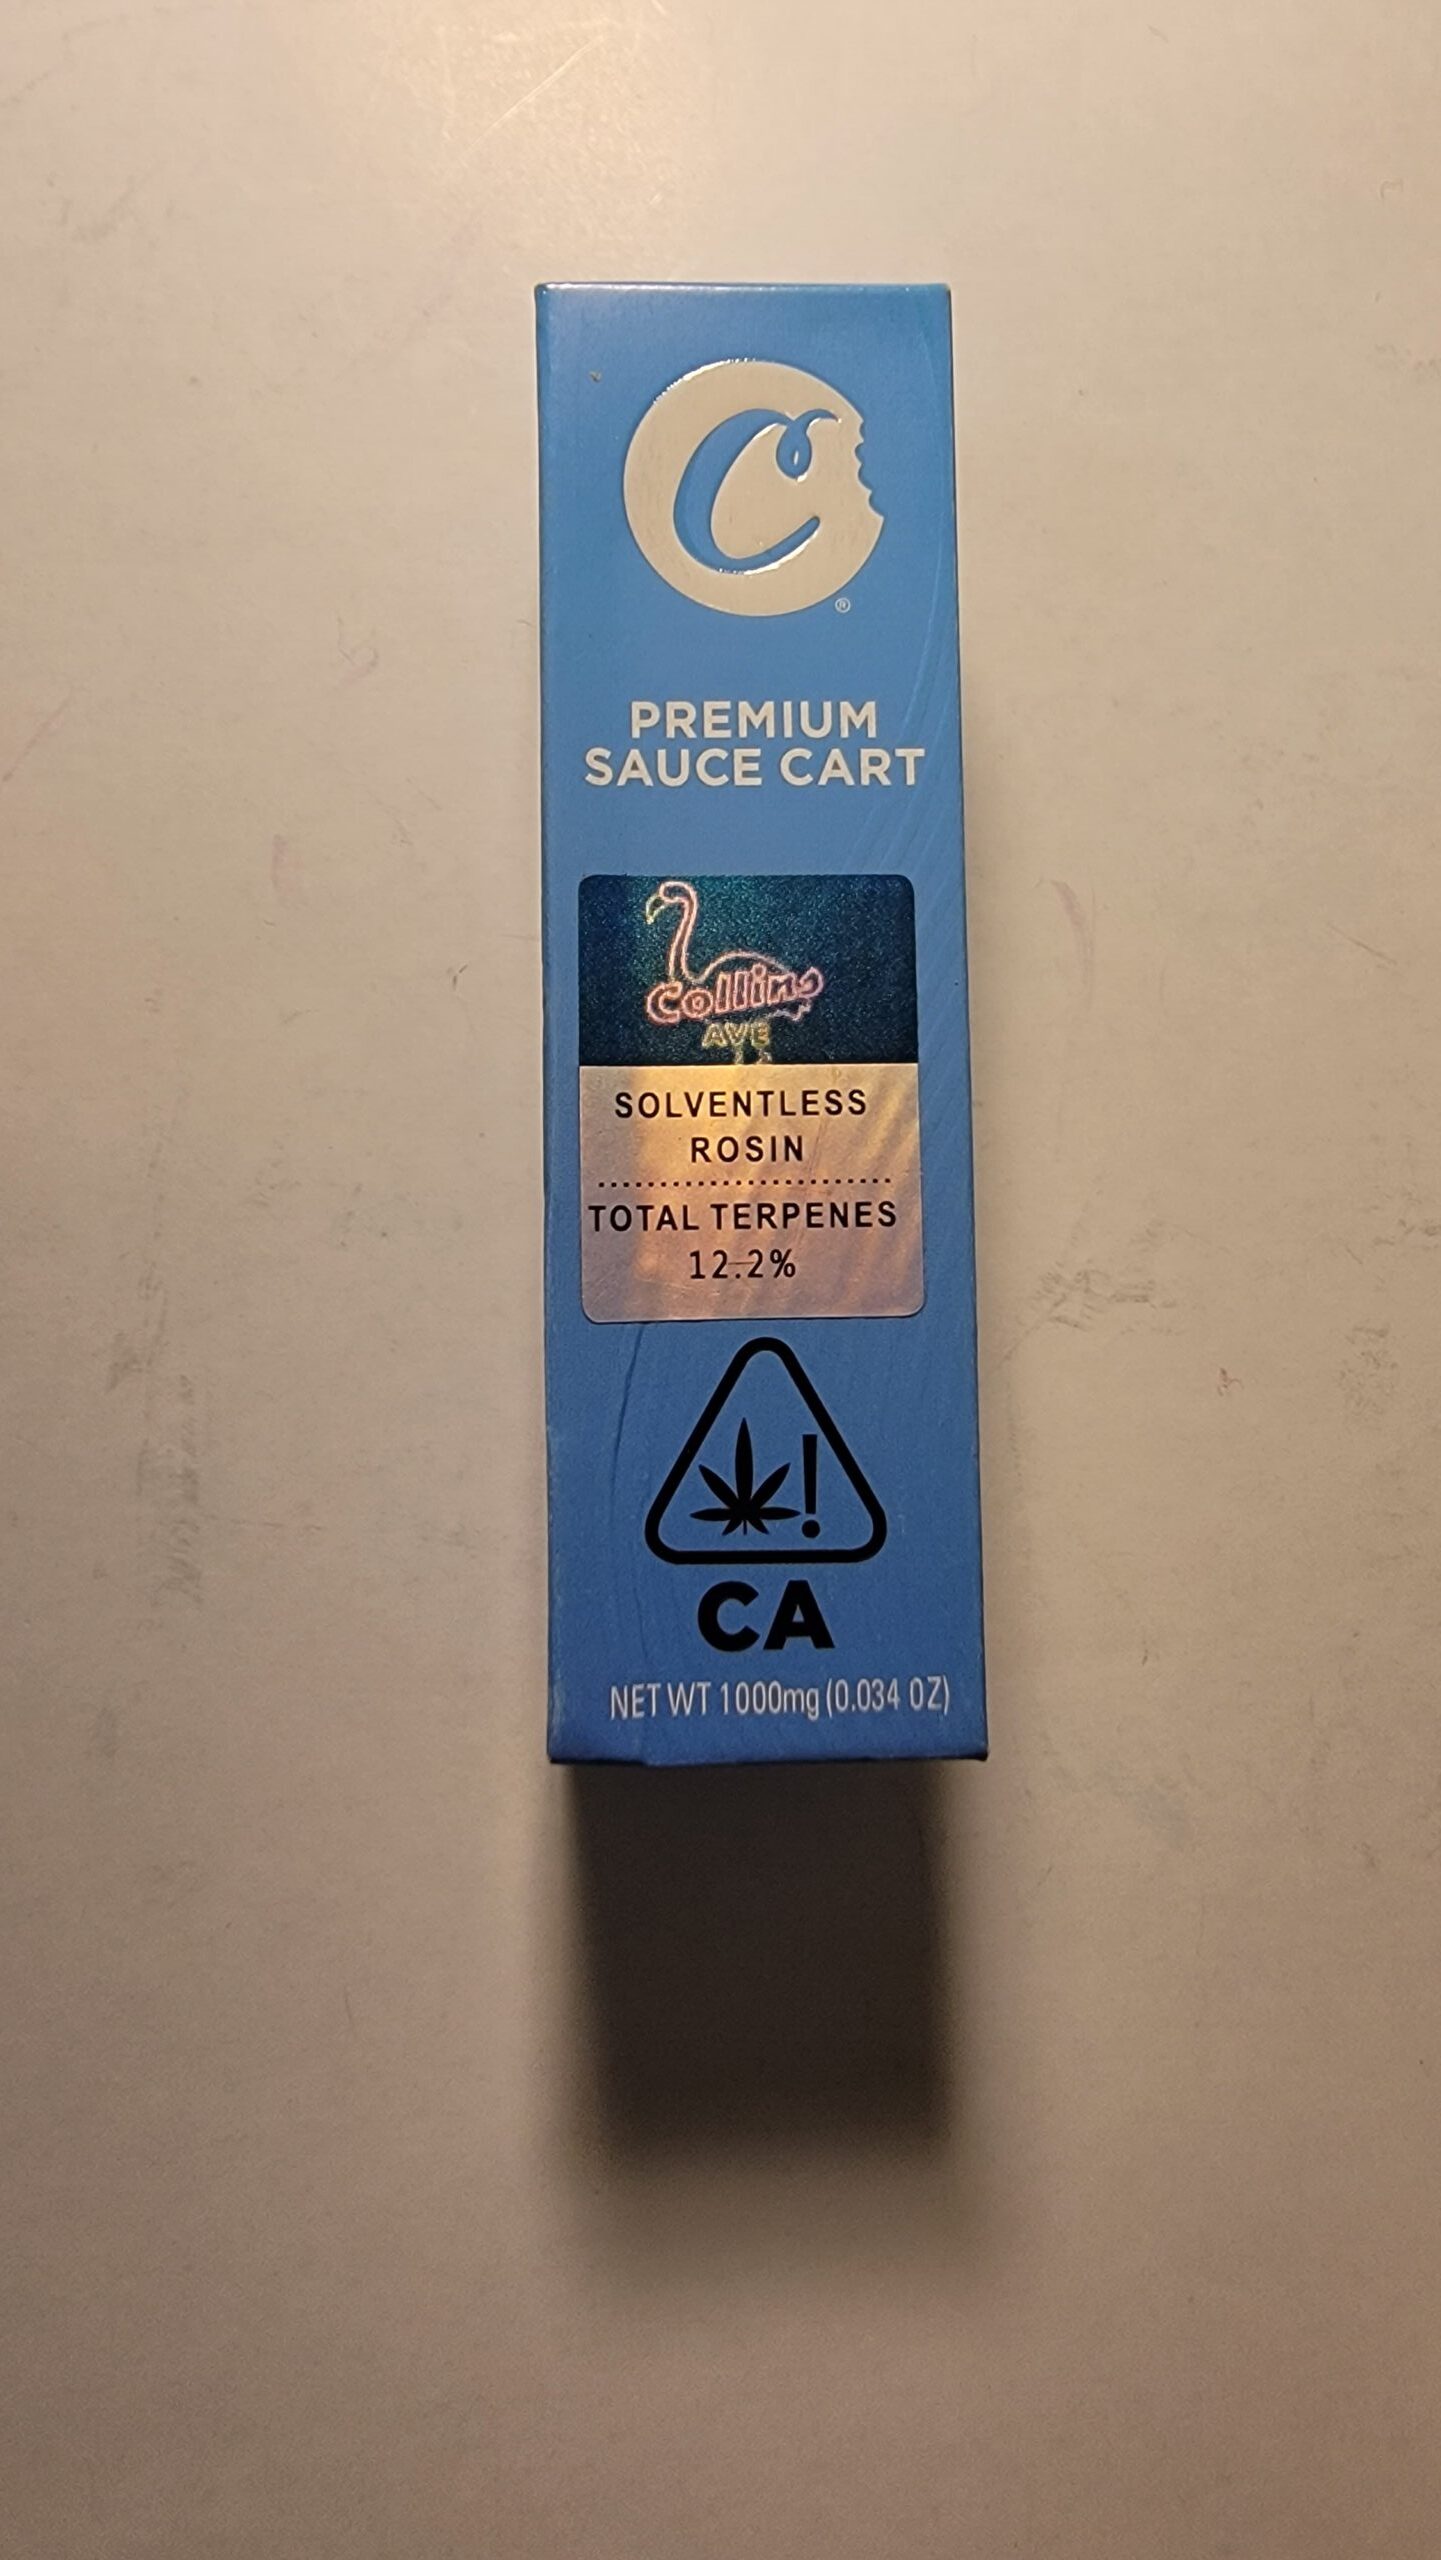 C
®
PREMIUM
SAUCE CART
Collins
AVE
SOLVENTLESS
ROSIN
TOTAL TERPENES
12.2%
!
CA
NET WT 1000mg (0.034 OZ)